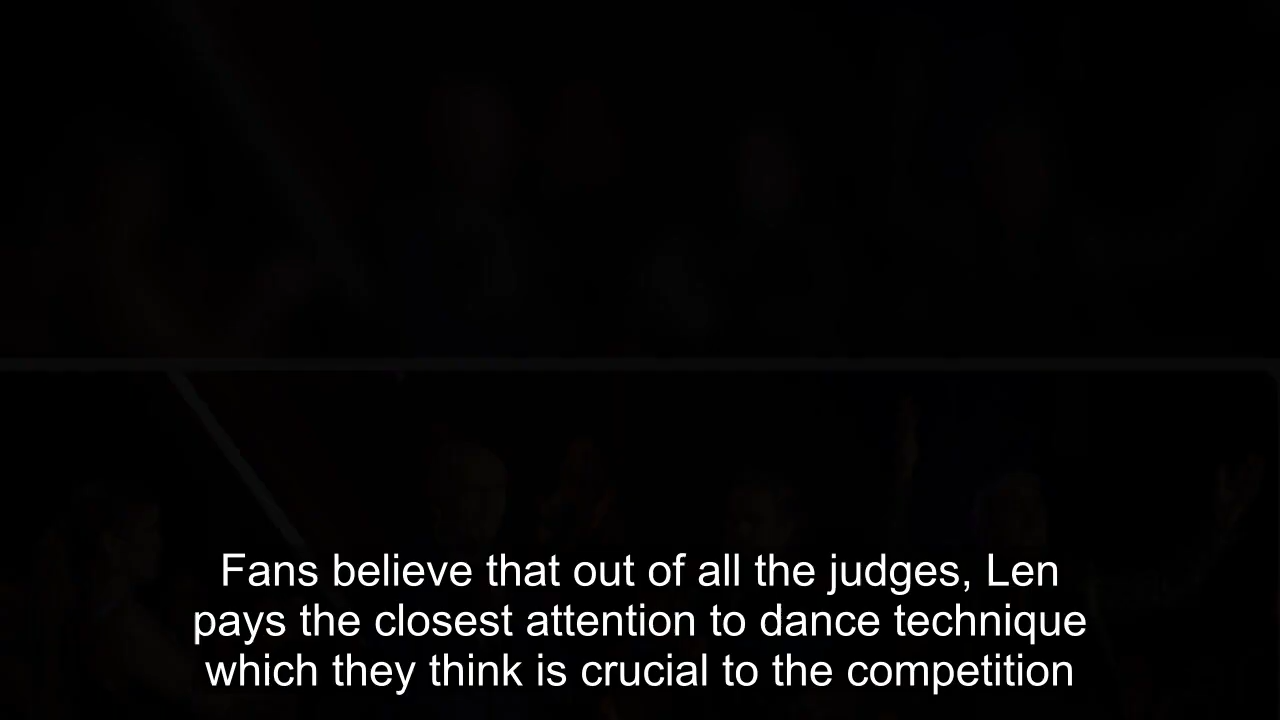 Fans believe that out of all the judges, Len
pays the closest attention to dance technique
which they think is crucial to the competition